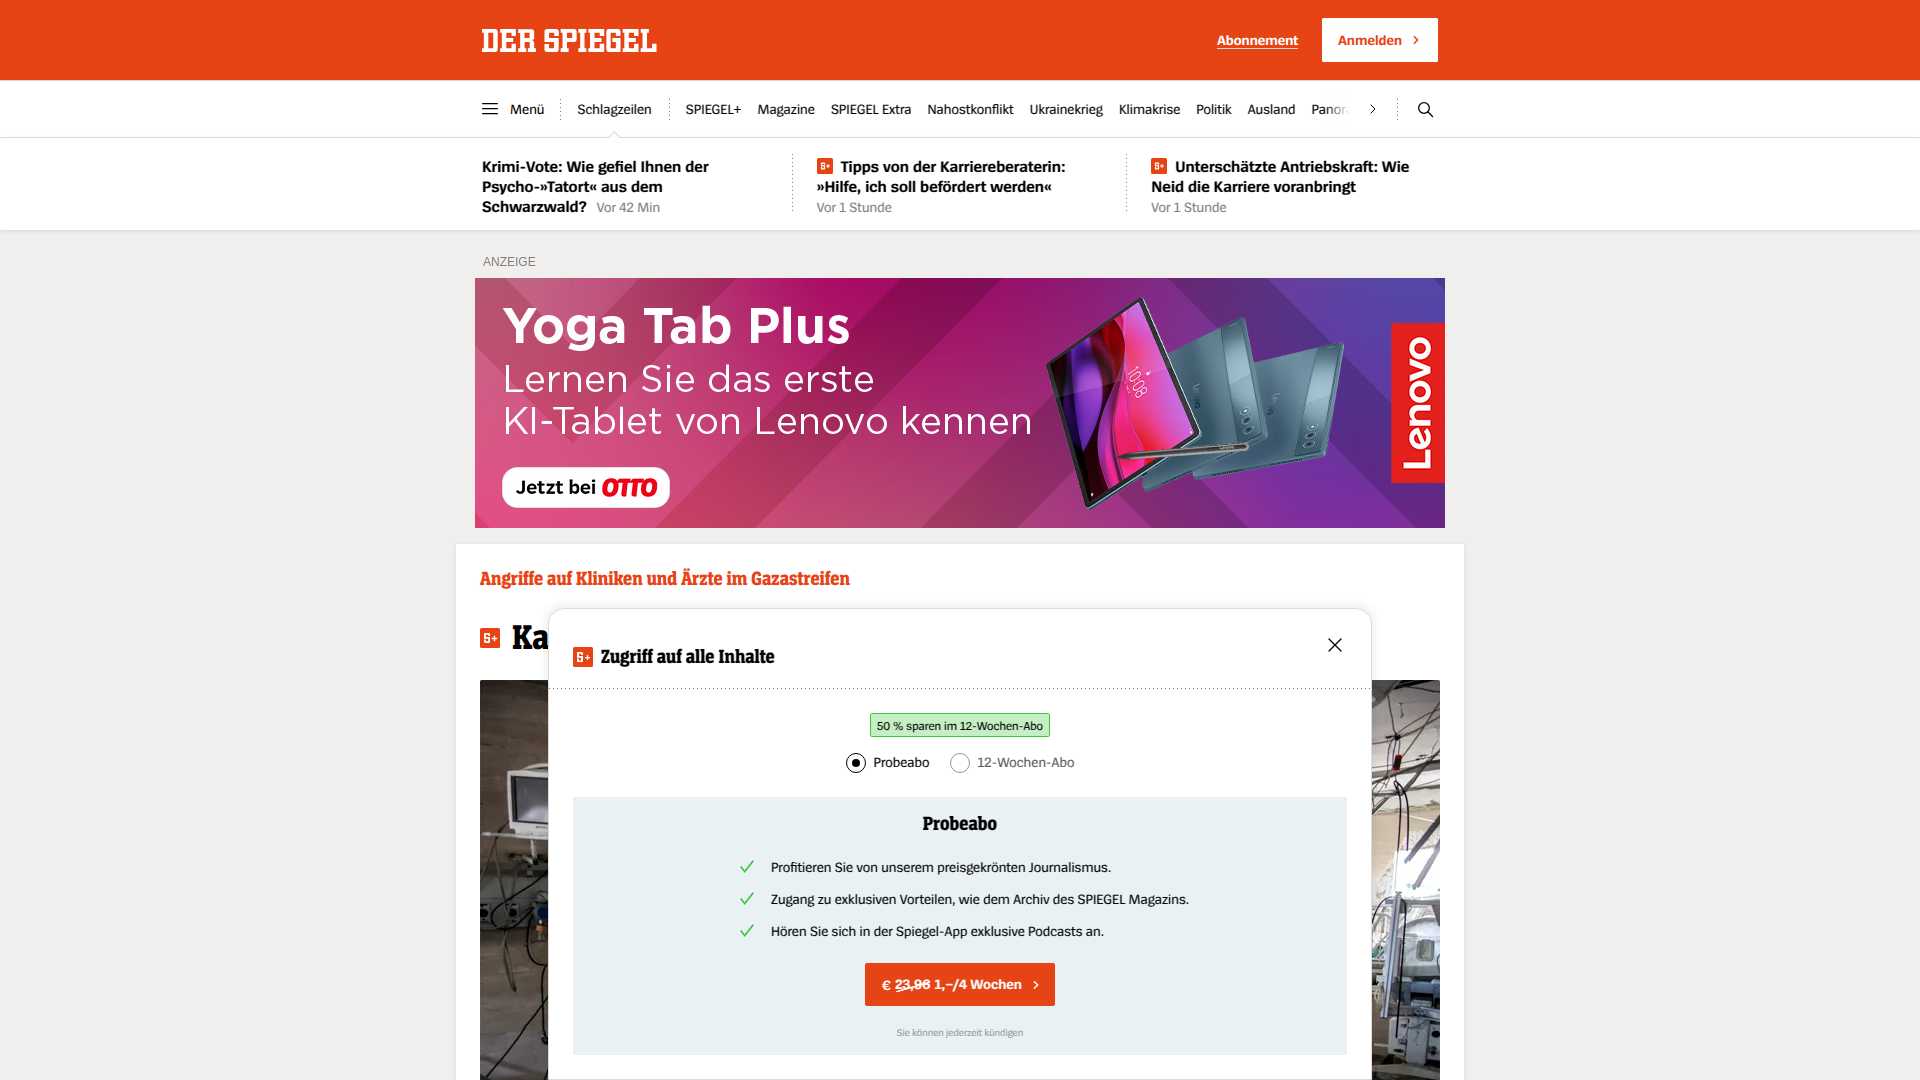 DER SPIEGEL
Abonnement
Anmelden
Menü
Schlagzeilen
SPIEGEL+
Magazine
SPIEGEL Extra
Nahostkonflikt
Ukrainekrieg
Klimakrise
Politik
Ausland
Krimi-Vote: Wie gefiel Ihnen der
Psycho-»Tatort« aus dem
Schwarzwald? Vor 42 Min
S+ Tipps von der Karriereberaterin:
»Hilfe, ich soll befördert werden«
Vor 1 Stunde
S+ Unterschätzte Antriebskraft: Wie
Neid die Karriere voranbringt
Vor 1 Stunde
ANZEIGE
Yoga Tab Plus
Lernen Sie das erste
KI-Tablet von Lenovo kennen
Jetzt bei OTTO
10:08
Lenovo
Angriffe auf Kliniken und Ärzte im Gazastreifen
S+ Ka
S+ Zugriff auf alle Inhalte
50 % sparen im 12-Wochen-Abo
Probeabo
12-Wochen-Abo
Probeabo
Profitieren Sie von unserem preisgekrönten Journalismus.
Zugang zu exklusiven Vorteilen, wie dem Archiv des SPIEGEL Magazins.
Hören Sie sich in der Spiegel-App exklusive Podcasts an.
€ 23,96 1,–/4 Wochen
Sie können jederzeit kündigen